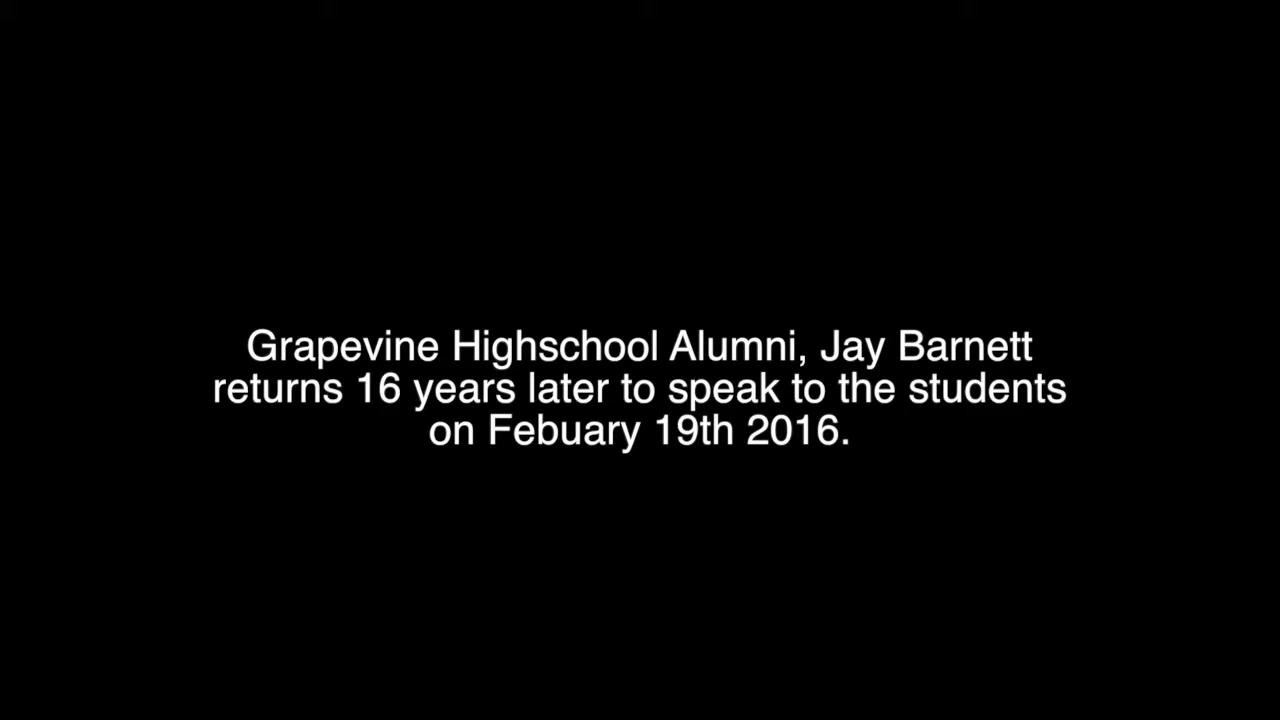 Grapevine Highschool Alumni, Jay Barnett
returns 16 years later to speak to the students
on Febuary 19th 2016.